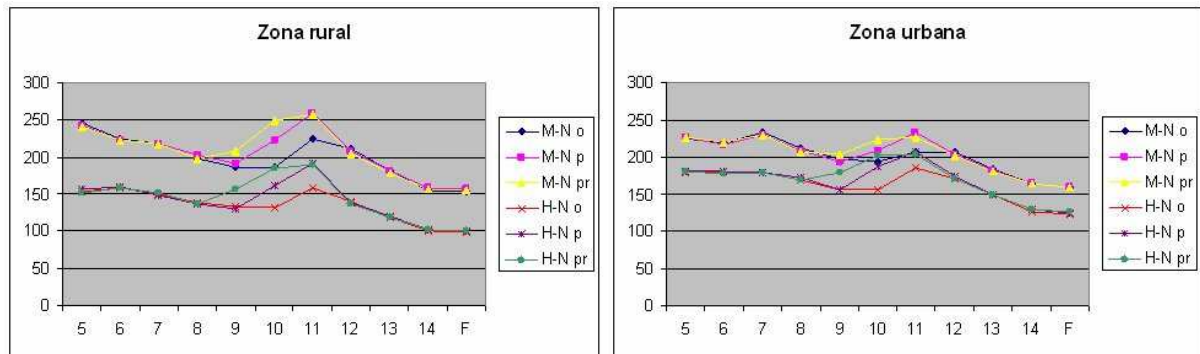 Zona rural
300
250
200
150
100
50
0
5 6 7 8 9 10 11 12 13 14 F
M-N o
M-N p
M-N pr
H-N o
H-N p
H-N pr
Zona urbana
300
250
200
150
100
50
0
5 6 7 8 9 10 11 12 13 14 F
M-N o
M-N p
M-N pr
H-N o
H-N p
H-N pr